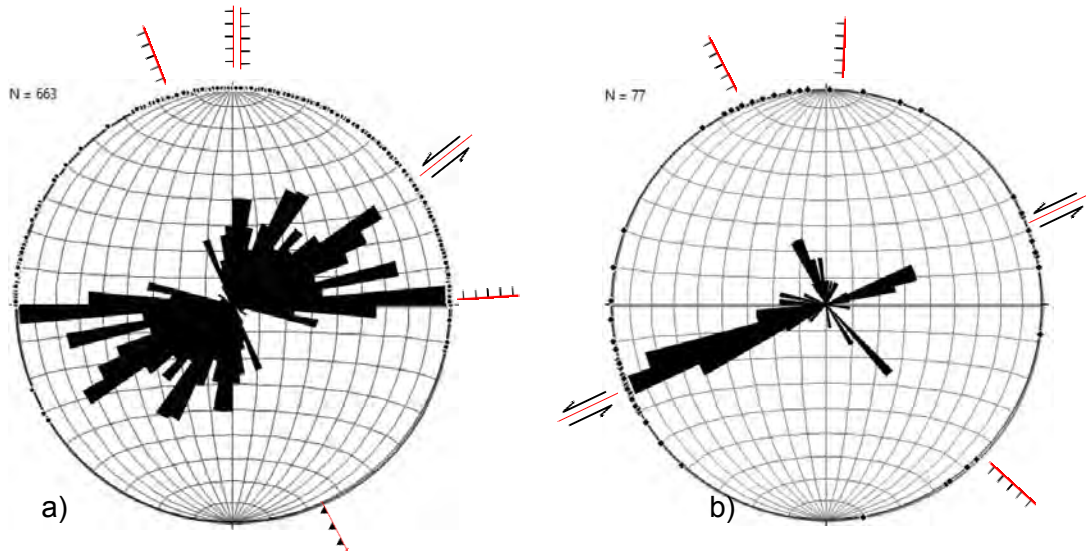 N = 663
N = 77
a)
b)